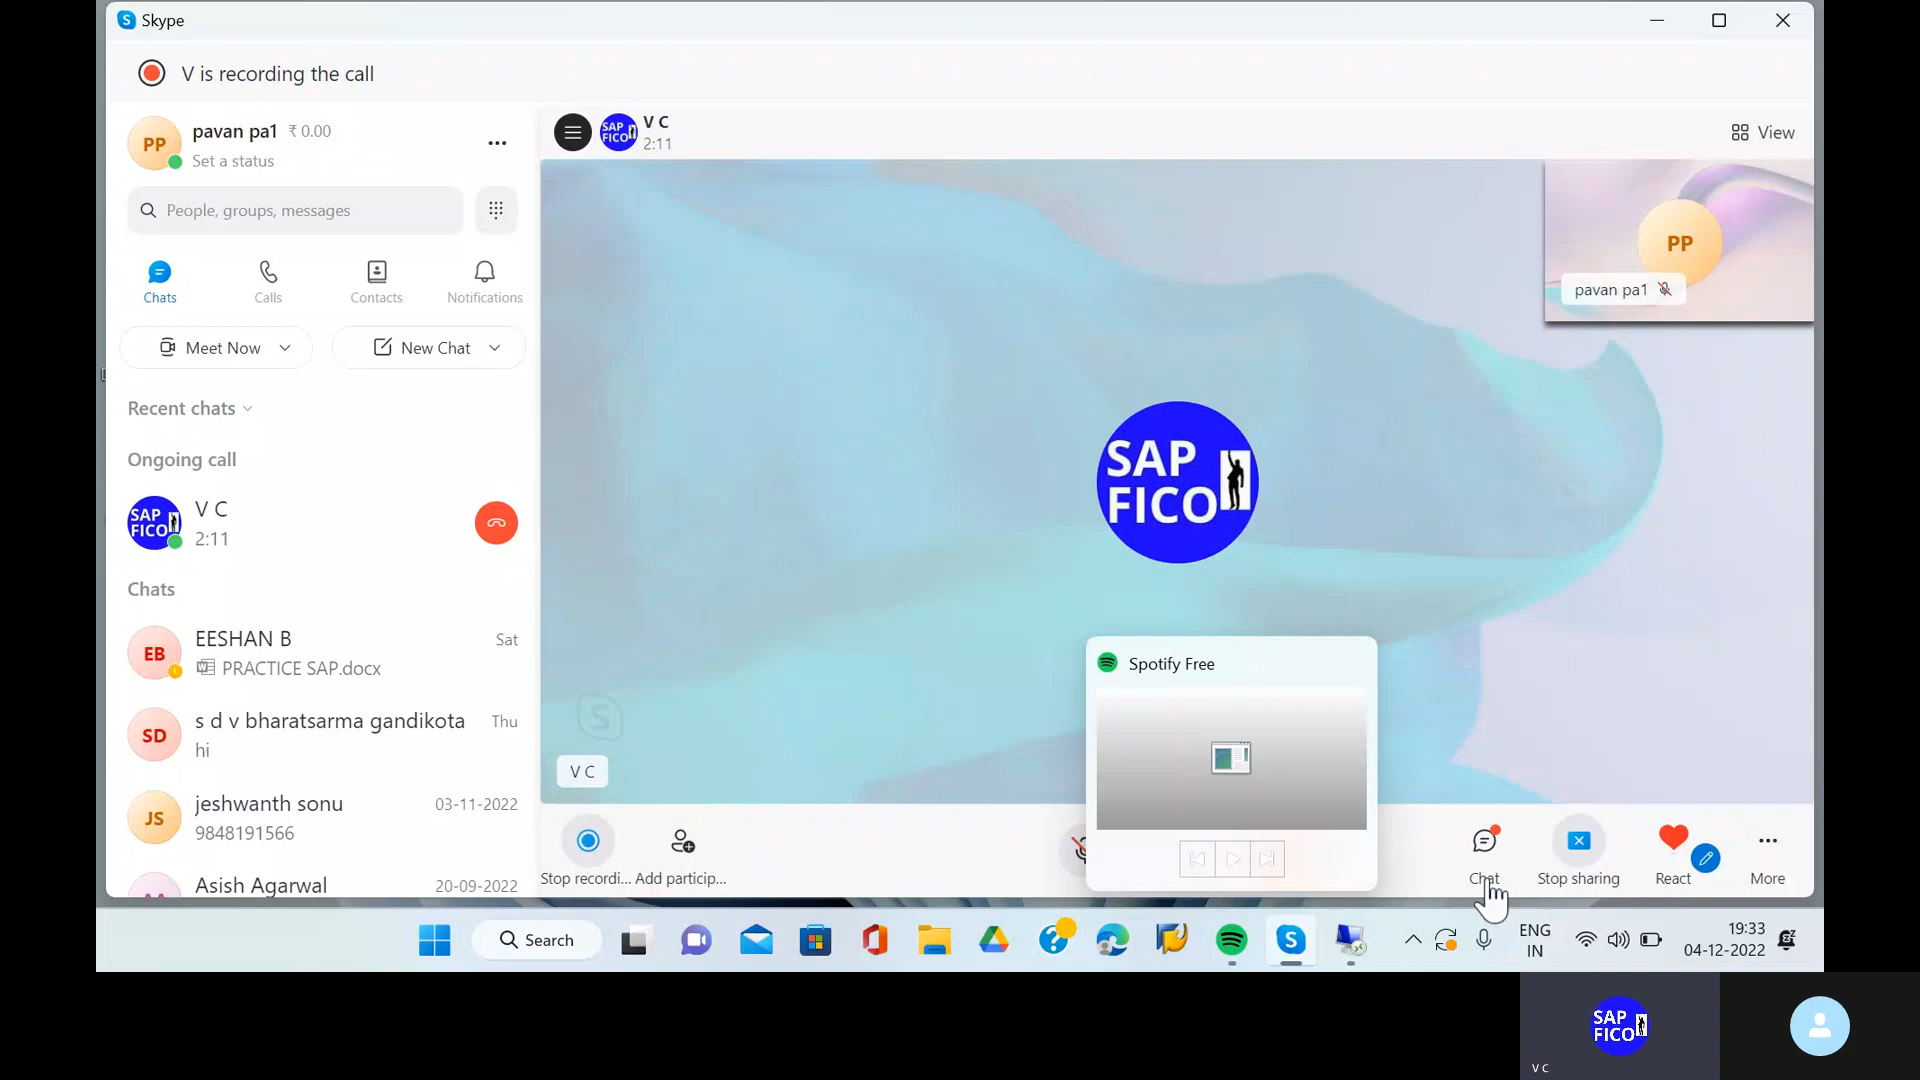 Skype
V is recording the call
PP
pavan pa1 ₹ 0.00
Set a status
People, groups, messages
Chats
Calls
Contacts
Notifications
Meet Now
New Chat
Recent chats
Ongoing call
SAP
FICO
V C
2:11
Chats
EB
EESHAN B
Sat
PRACTICE SAP.docx
SD
s d v bharatsarma gandikota
Thu
hi
JS
jeshwanth sonu
03-11-2022
9848191566
Asish Agarwal
20-09-2022
SAP
FICO
V C
2:11
View
PP
pavan pa1
SAP
FICO
S
V C
Spotify Free
Stop recordi...
Add particip...
Chat
Stop sharing
React
More
Search
ENG
IN
19:33
04-12-2022
SAP
FICO
V C